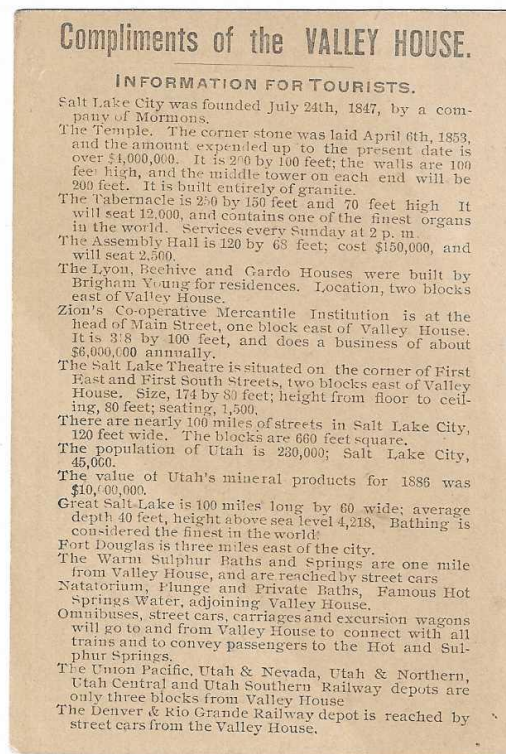 Compliments of the VALLEY HOUSE.
INFORMATION FOR TOURISTS.
Salt Lake City was founded July 24th, 1847, by a com-
pany of Mormons.
The Temple. The corner stone was laid April 6th, 1853,
and the amount expended up to the present date is
over $4,000,000. It is 200 by 100 feet; the walls are 100
feet high, and the middle tower on each end will be
200 feet. It is built entirely of granite.
The Tabernacle is 250 by 150 feet and 70 feet high It
will seat 12,000, and contains one of the finest organs
in the world. Services every Sunday at 2 p. m.
The Assembly Hall is 120 by 68 feet; cost $150,000, and
will seat 2,500.
The Lyon, Beehive and Gardo Houses were built by
Brigham Young for residences. Location, two blocks
east of Valley House.
Zion's Co-operative Mercantile Institution is at the
head of Main Street, one block east of Valley House.
It is 318 by 100 feet, and does a business of about
$6,000,000 annually.
The Salt Lake Theatre is situated on the corner of First
East and First South Streets, two blocks east of Valley
House. Size, 174 by 80 feet; height from floor to ceil-
ing, 80 feet; seating, 1,500.
There are nearly 100 miles of streets in Salt Lake City,
120 feet wide. The blocks are 660 feet square.
The population of Utah is 230,000; Salt Lake City,
45,000.
The value of Utah's mineral products for 1886 was
$10,000,000.
Great Salt Lake is 100 miles long by 60 wide; average
depth 40 feet, height above sea level 4,218, Bathing is
considered the finest in the world.
Fort Douglas is three miles east of the city.
The Warm Sulphur Baths and Springs are one mile
from Valley House, and are reached by street cars
Natatorium, Plunge and Private Baths, Famous Hot
Springs Water, adjoining Valley House.
Omnibuses, street cars, carriages and excursion wagons
will go to and from Valley House to connect with all
trains and to convey passengers to the Hot and Sul-
phur Springs.
The Union Pacific, Utah & Nevada, Utah & Northern,
Utah Central and Utah Southern Railway depots are
only three blocks from Valley House
The Denver & Rio Grande Railway depot is reached by
street cars from the Valley House.